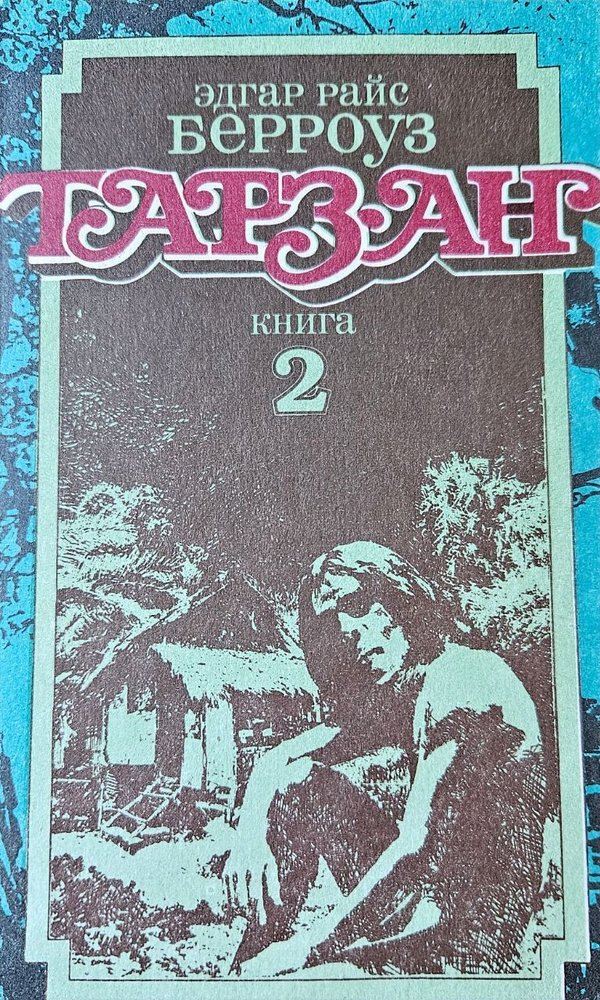 эдгар райс
Берроуз
ТАРЗАН
книга
2